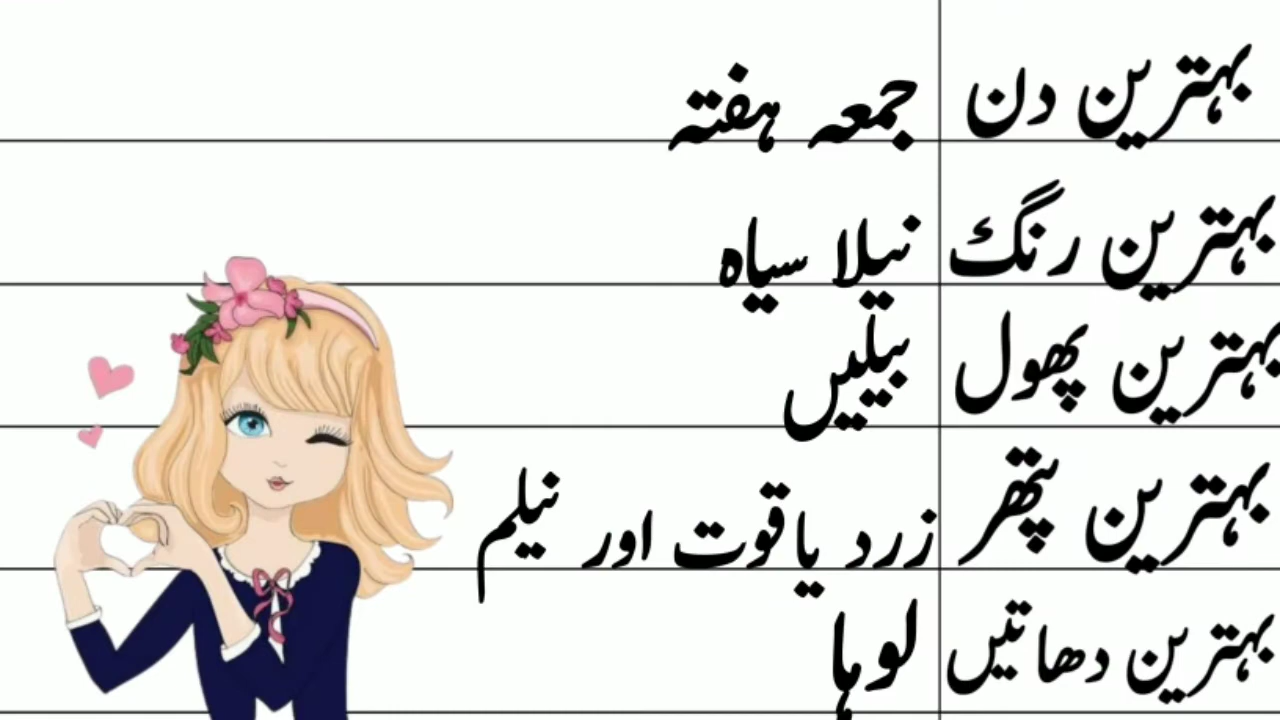 بہترین دن جمعہ ہفتہ
بہترین رنگ نیلا سیاہ
بہترین پھول بیلیں
بہترین پتھر زرد یاقوت اور نیلم
بہترین دھاتیں لوہا